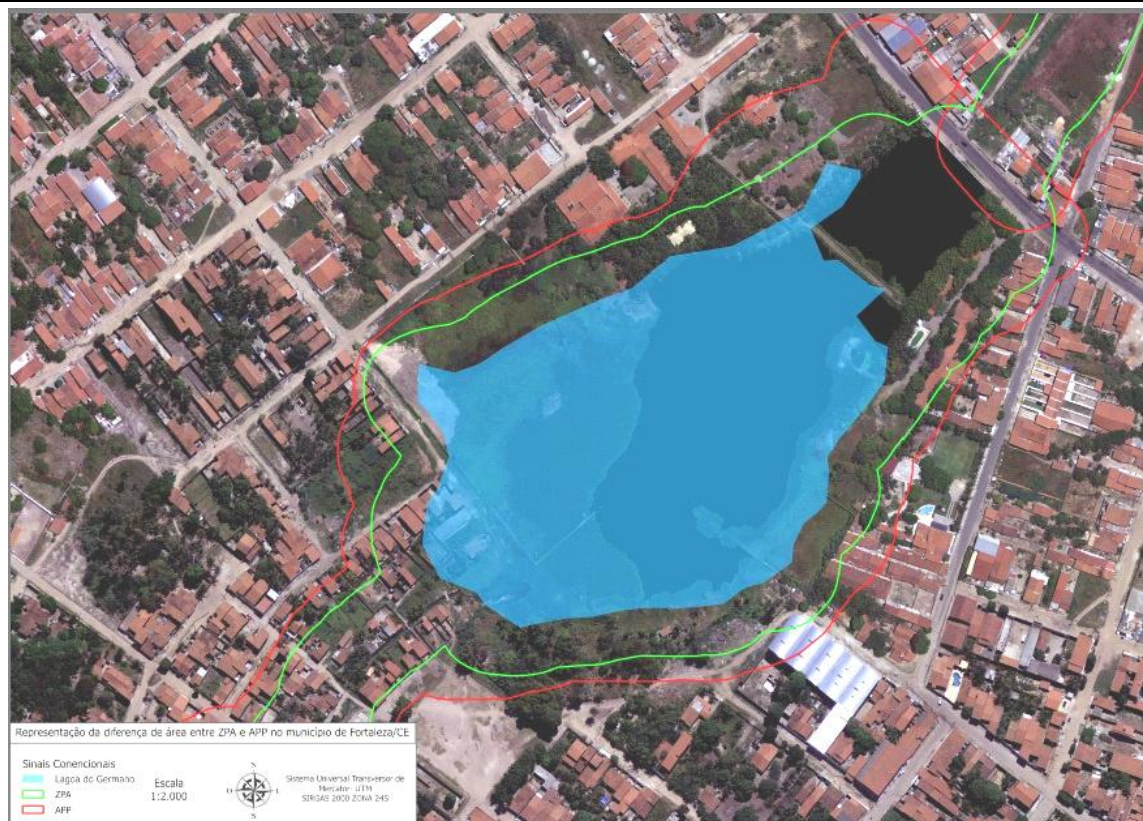 Representação da diferença de área entre ZPA e APP no município de Fortaleza/CE
Sinais Conencionais
Lagoa do Germano
ZPA
APP
Escala
1:2.000
S
O
L
S
Sistema Universal Transversor de
Mercator- UTM
SIRGAS 2000 ZONA 24S